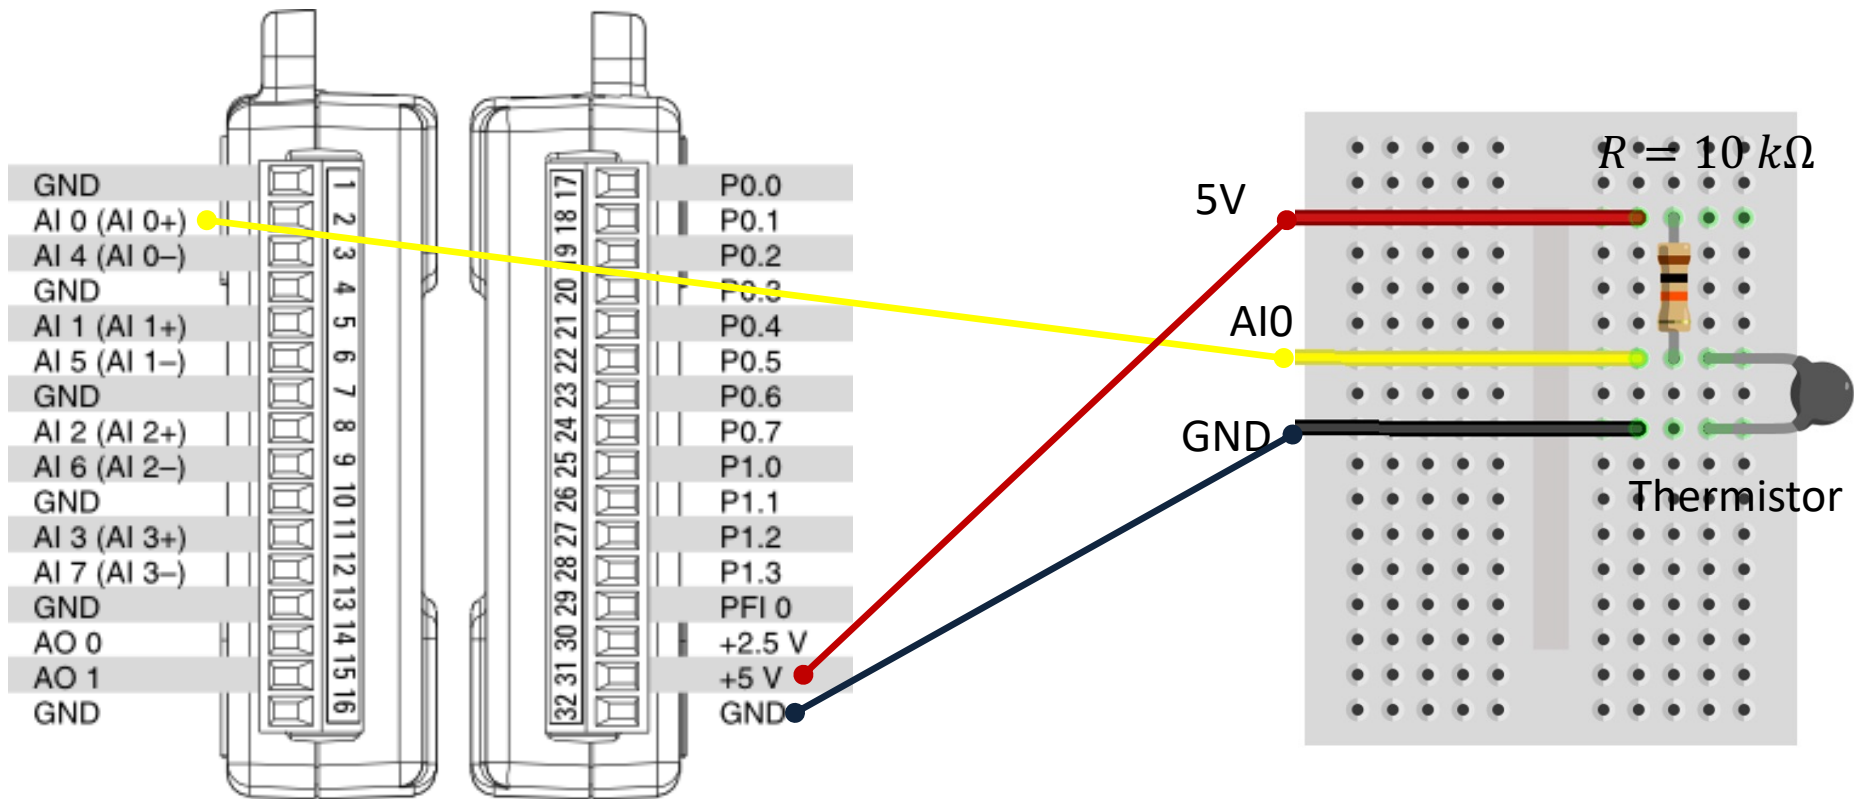 GND
AI 0 (AI 0+)
AI 4 (AI 0–)
GND
AI 1 (AI 1+)
AI 5 (AI 1–)
GND
AI 2 (AI 2+)
AI 6 (AI 2–)
GND
AI 3 (AI 3+)
AI 7 (AI 3–)
GND
AO 0
AO 1
GND
1
2
3
4
5
6
7
8
9
10
11
12
13
14
15
16
17
18
19
20
21
22
23
24
25
26
27
28
29
30
31
32
P0.0
P0.1
P0.2
P0.3
P0.4
P0.5
P0.6
P0.7
P1.0
P1.1
P1.2
P1.3
PFI 0
+2.5 V
+5 V
GND
5V
AI0
GND
R = 10 kΩ
Thermistor